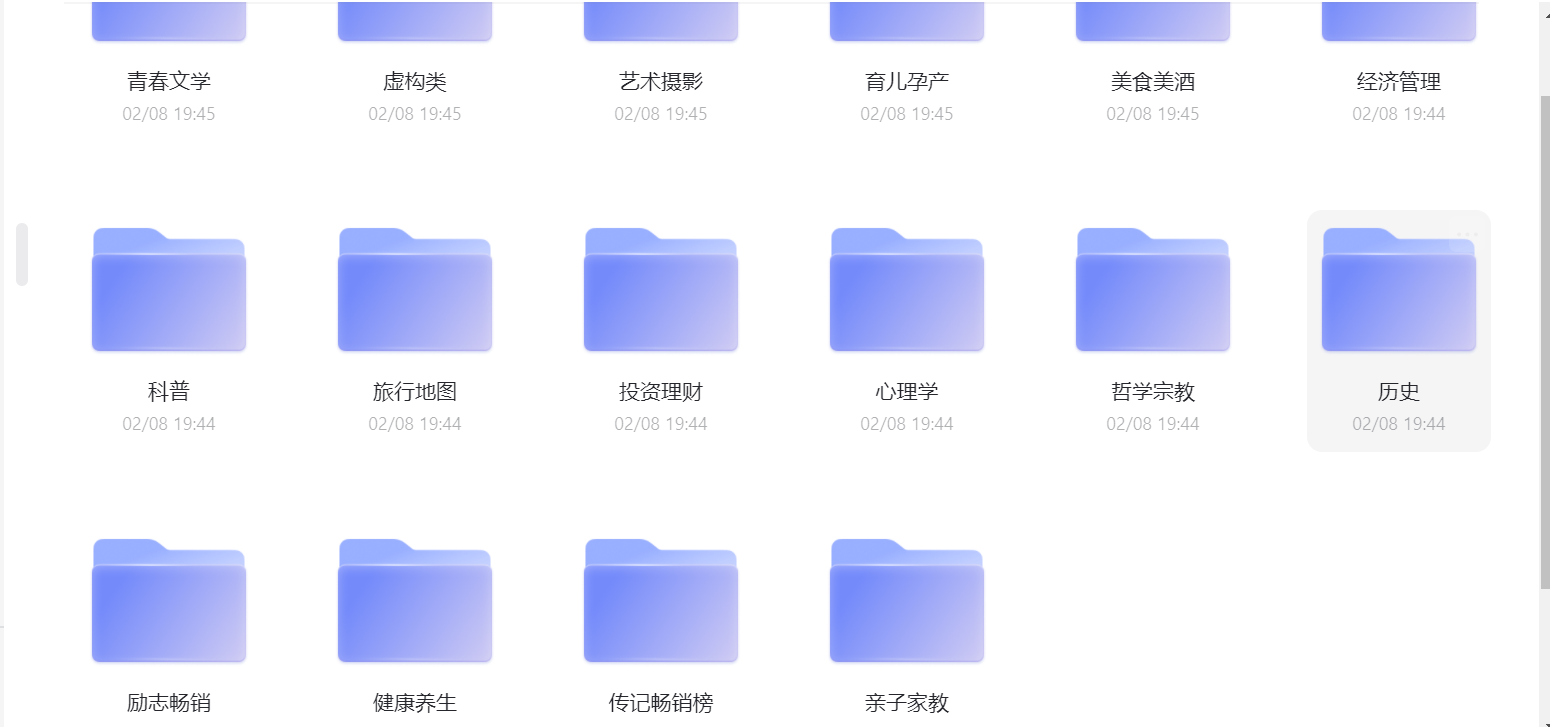 青春文学 虚构类 艺术摄影 育儿孕产 美食美酒 经济管理
02/08 19:45 02/08 19:45 02/08 19:45 02/08 19:45 02/08 19:45 02/08 19:44
科普 旅行地图 投资理财 心理学 哲学宗教 历史
02/08 19:44 02/08 19:44 02/08 19:44 02/08 19:44 02/08 19:44 02/08 19:44
励志畅销 健康养生 传记畅销榜 亲子家教